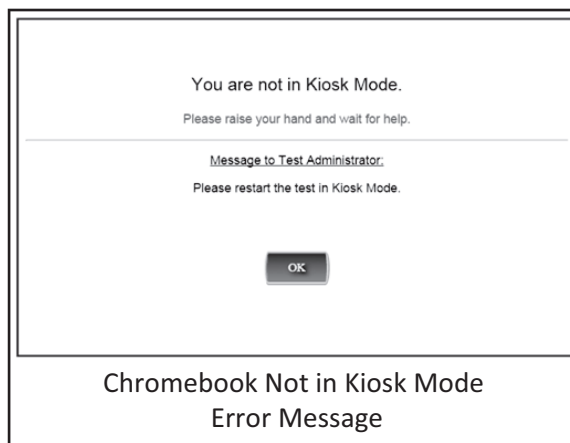 You are not in Kiosk Mode.
Please raise your hand and wait for help.
Message to Test Administrator:
Please restart the test in Kiosk Mode.
OK
Chromebook Not in Kiosk Mode
Error Message